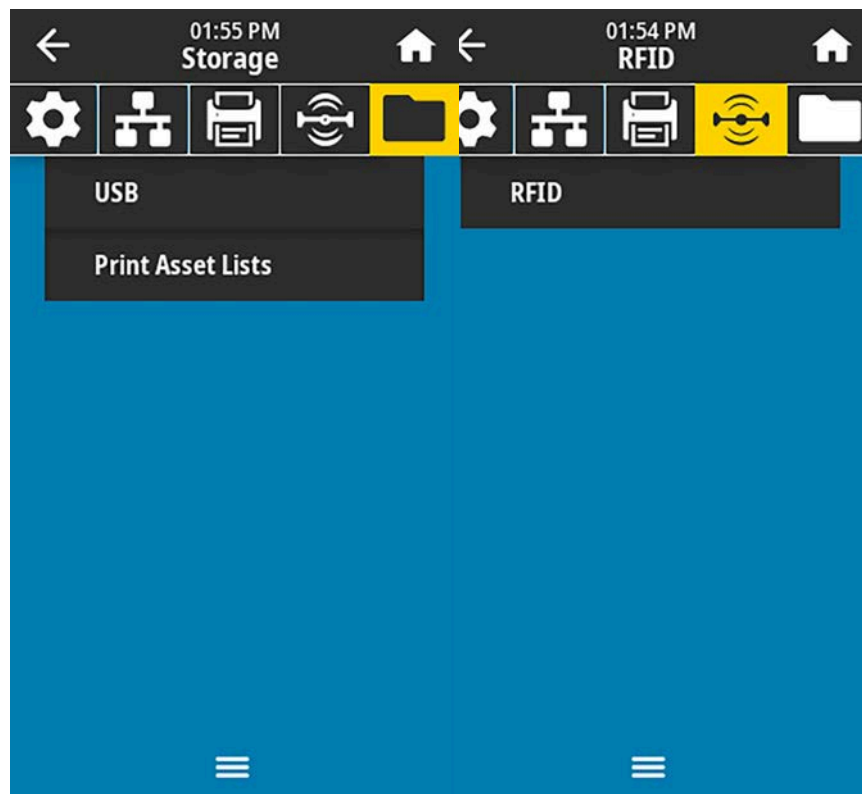 01:55 PM
Storage
USB
Print Asset Lists
01:54 PM
RFID
RFID